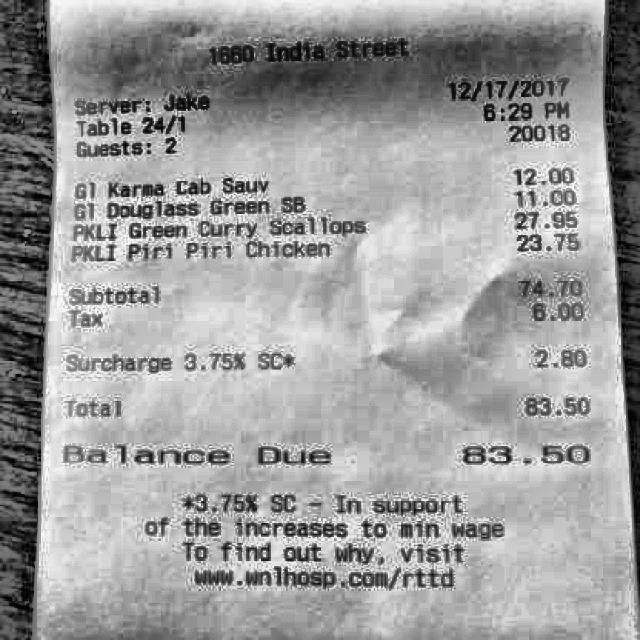 1660 India Street
Server: Jake 12/17/2017
Table 24/1 6:29 PM
Guests: 2 20018
Gl Karma Cab Sauv 12.00
Gl Douglass Green SB 11.00
PKLI Green Curry Scallops 27.95
PKLI Piri Piri Chicken 23.75
Subtotal 74.70
Tax 6.00
Surcharge 3.75% SC* 2.80
Total 83.50
Balance Due 83.50
*3.75% SC - In support
of the increases to min wage
To find out why, visit
www.wnlhosp.com/rttd